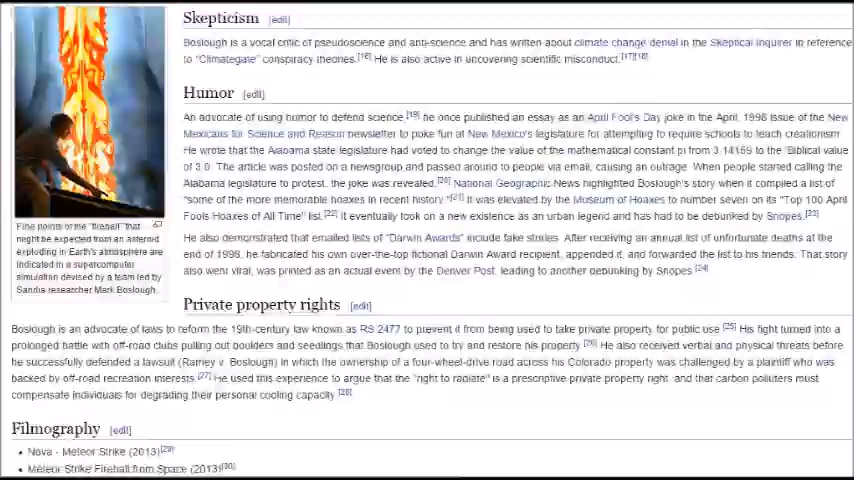 Skepticism [edit]
Boslough is a vocal critic of pseudoscience and anti-science and has written about climate change denial in the Skeptical Inquirer in reference
to "Climategate" conspiracy theories.[16] He is also active in uncovering scientific misconduct.[17][18]
Humor [edit]
An advocate of using humor to defend science,[19] he once published an essay as an April Fool's Day joke in the April, 1998 issue of the New
Mexicans for Science and Reason newsletter to poke fun at New Mexico's legislature for attempting to require schools to teach creationism.
He wrote that the Alabama state legislature had voted to change the value of the mathematical constant pi from 3.14159 to the "Biblical value"
of 3.0. The article was posted on a newsgroup and passed around to people via email, causing an outrage. When people started calling the
Alabama legislature to protest, the joke was revealed.[20] National Geographic News highlighted Boslough's story when it compiled a list of
"some of the more memorable hoaxes in recent history."[21] It was elevated by the Museum of Hoaxes to number seven on its "Top 100 April
Fools Hoaxes of All Time" list.[22] It eventually took on a new existence as an urban legend and has had to be debunked by Snopes.[23]
He also demonstrated that emailed lists of "Darwin Awards" include fake stories. After receiving an annual list of unfortunate deaths at the
end of 1998, he fabricated his own over-the-top fictional Darwin Award recipient, appended it, and forwarded the list to his friends. That story
also went viral, was printed as an actual event by the Denver Post, leading to another debunking by Snopes.[24]
Fine points of the "fireball" that
might be expected from an asteroid
exploding in Earth's atmosphere are
indicated in a supercomputer
simulation devised by a team led by
Sandia researcher Mark Boslough.
Private property rights [edit]
Boslough is an advocate of laws to reform the 19th-century law known as RS 2477 to prevent it from being used to take private property for public use.[25] His fight turned into a
prolonged battle with off-road clubs pulling out boulders and seedlings that Boslough used to try and restore his property.[26] He also received verbal and physical threats before
he successfully defended a lawsuit (Ramey v. Boslough) in which the ownership of a four-wheel-drive road across his Colorado property was challenged by a plaintiff who was
backed by off-road recreation interests.[27] He used this experience to argue that the "right to radiate" is a prescriptive private property right, and that carbon polluters must
compensate individuals for degrading their personal cooling capacity.[28]
Filmography [edit]
• Nova - Meteor Strike (2013)[29]
• Meteor Strike Fireball from Space (2013)[30]